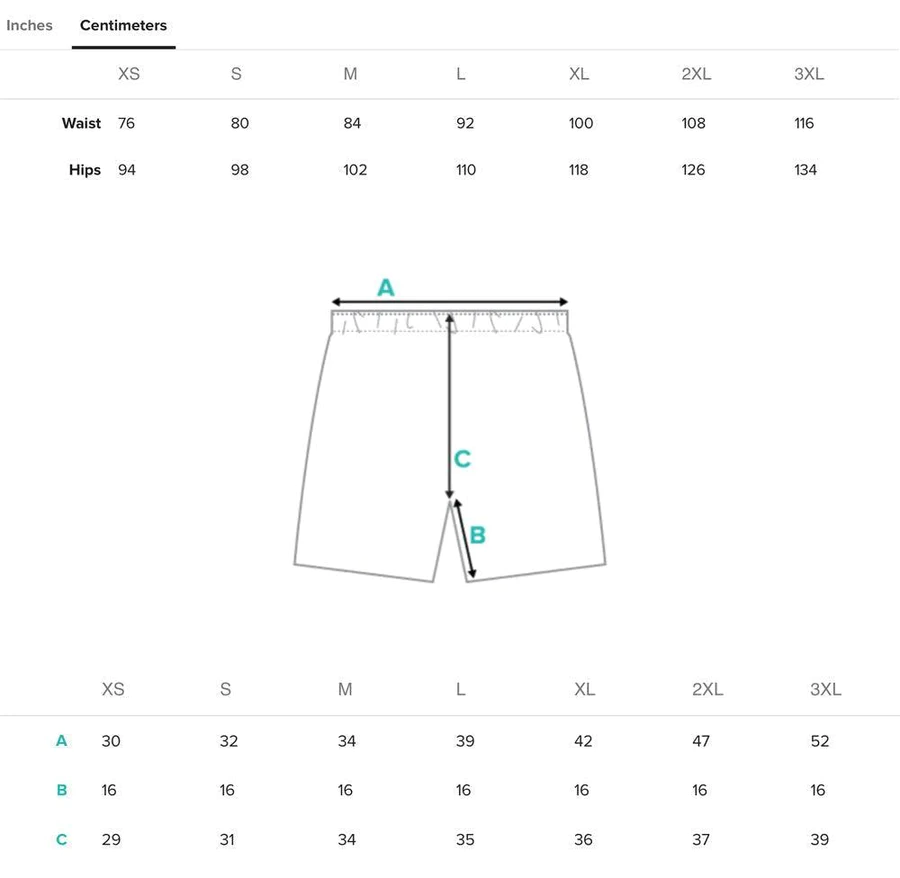 Inches Centimeters
XS S M L XL 2XL 3XL
Waist 76 80 84 92 100 108 116
Hips 94 98 102 110 118 126 134
A
C
B
XS S M L XL 2XL 3XL
A 30 32 34 39 42 47 52
B 16 16 16 16 16 16 16
C 29 31 34 35 36 37 39